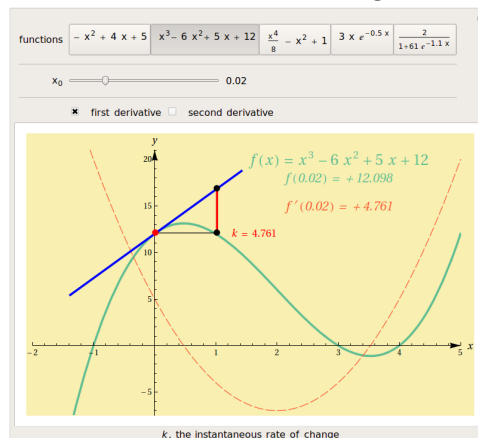 functions
− x² + 4 x + 5
x³− 6 x²+ 5 x + 12
x⁴/8 − x² + 1
3 x e^−0.5 x
2/1+61 e^−1.1 x
x₀
0.02
first derivative
second derivative
y
f(x) = x³ − 6 x² + 5 x + 12
f(0.02) = +12.098
f′(0.02) = +4.761
k = 4.761
20
15
10
5
−5
−2
−1
1
2
3
4
5
x
k, the instantaneous rate of change